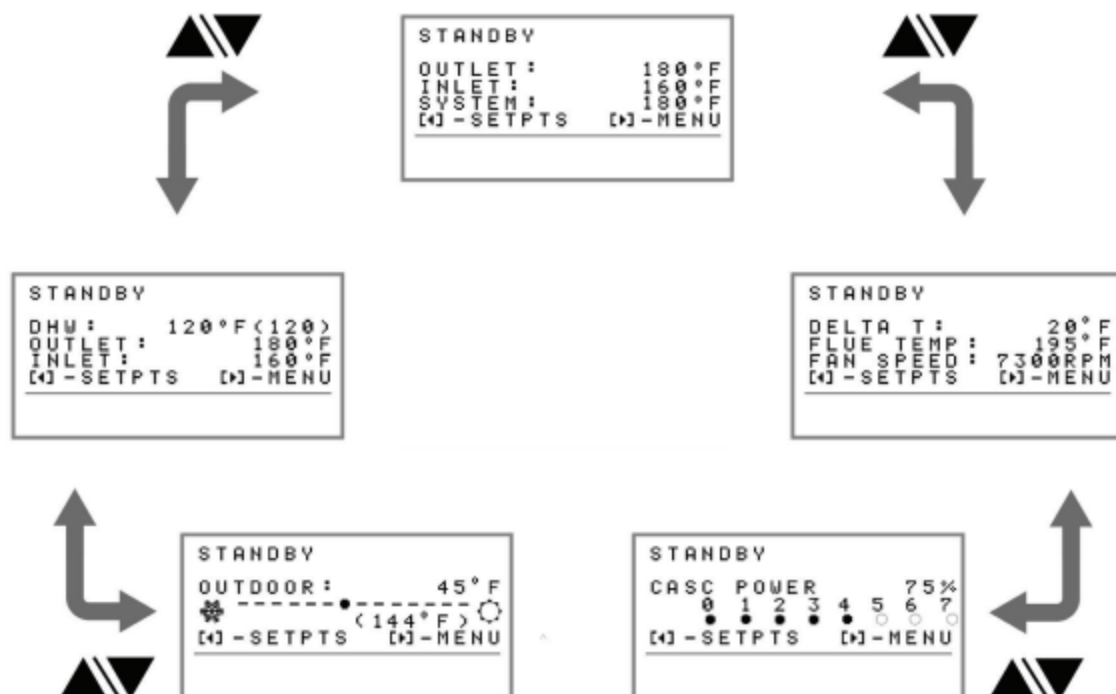 STANDBY
OUTLET: 180°F
INLET: 160°F
SYSTEM: 180°F
[◂]-SETPTS [▸]-MENU
STANDBY
DHW: 120°F(120)
OUTLET: 180°F
INLET: 160°F
[◂]-SETPTS [▸]-MENU
STANDBY
DELTA T: 20°F
FLUE TEMP: 195°F
FAN SPEED: 7300RPM
[◂]-SETPTS [▸]-MENU
STANDBY
OUTDOOR: 45°F
(144°F)
[◂]-SETPTS [▸]-MENU
STANDBY
CASC POWER 75%
0 1 2 3 4 5 6 7
[◂]-SETPTS [▸]-MENU